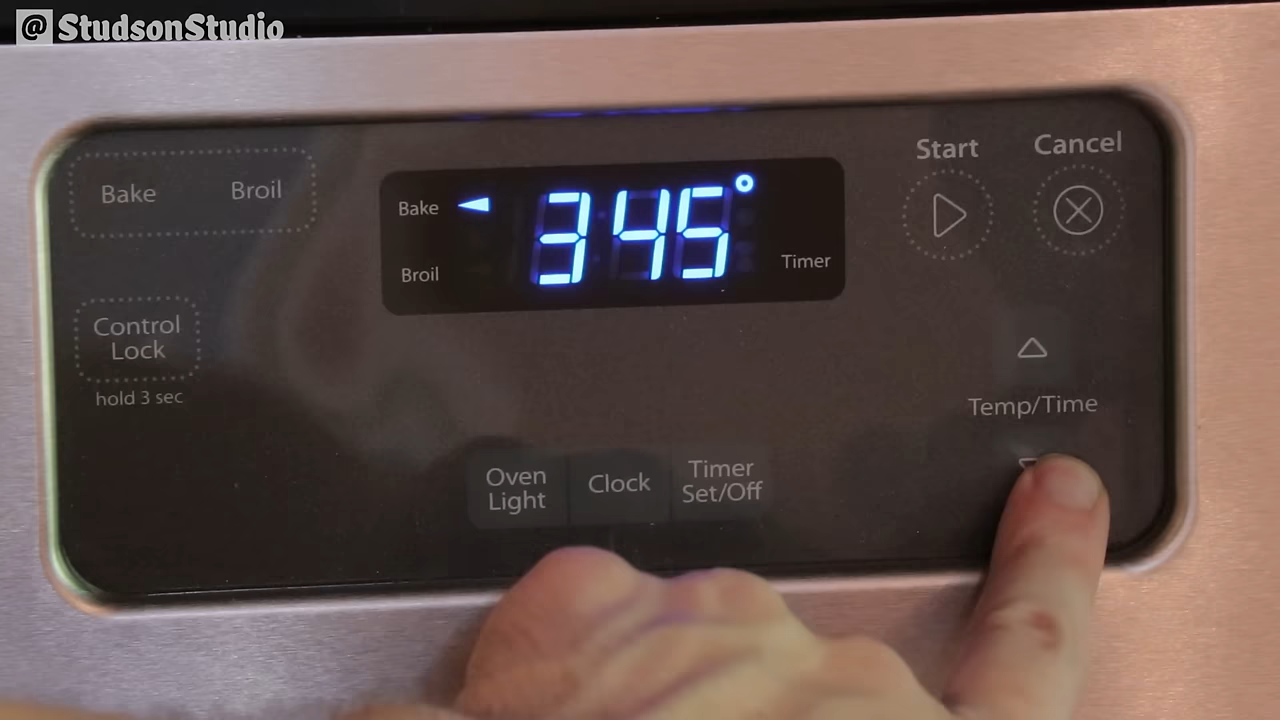 @StudsonStudio
Bake Broil
Bake
345°
Broil
Timer
Start
Cancel
Control
Lock
hold 3 sec
Temp/Time
Oven
Light
Clock
Timer
Set/Off